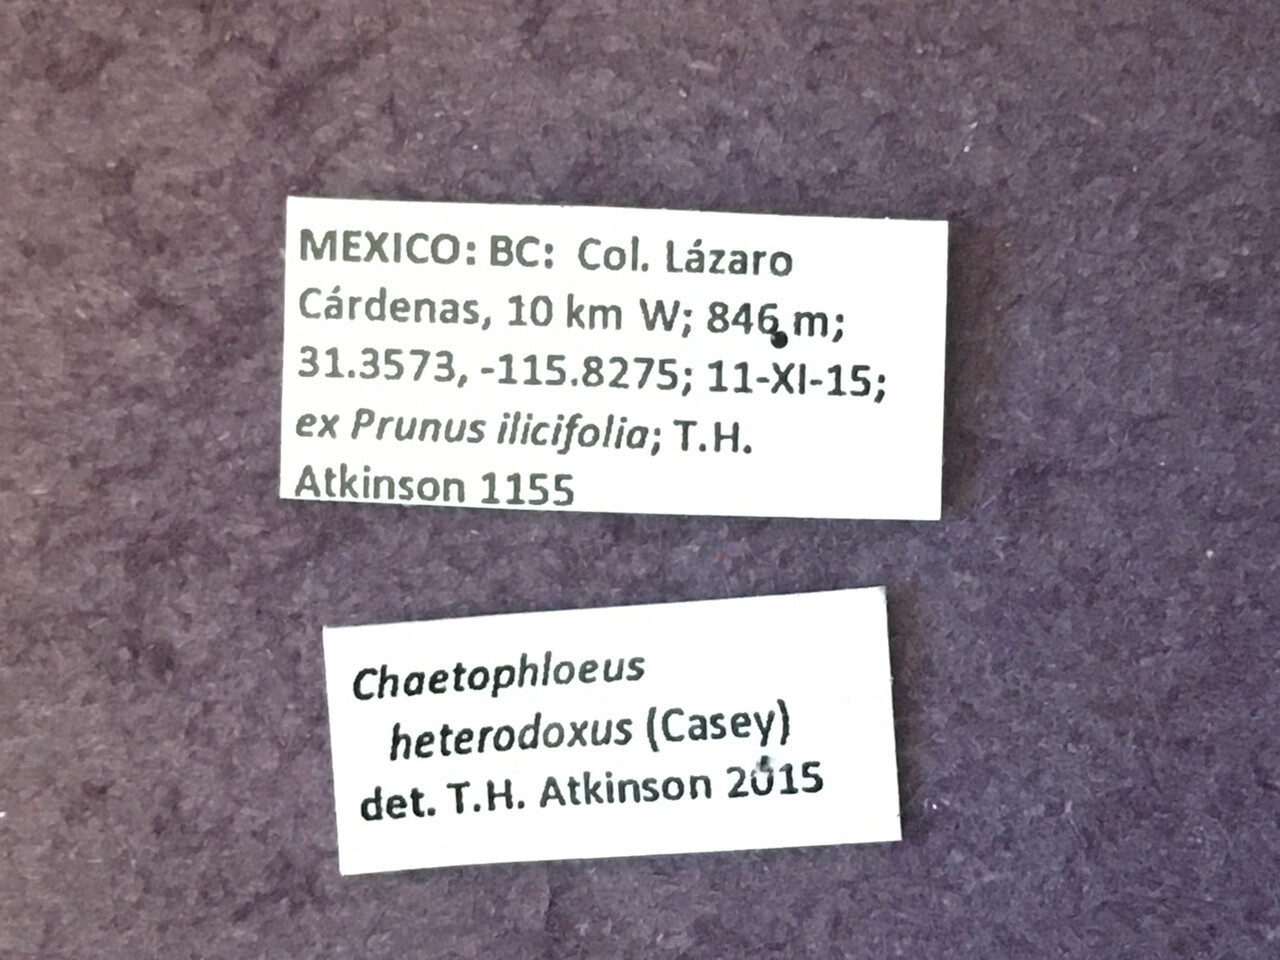 MEXICO: BC: Col. Lázaro
Cárdenas, 10 km W; 846 m;
31.3573, -115.8275; 11-XI-15;
ex Prunus ilicifolia; T.H.
Atkinson 1155
Chaetophloeus
heterodoxus (Casey)
det. T.H. Atkinson 2015